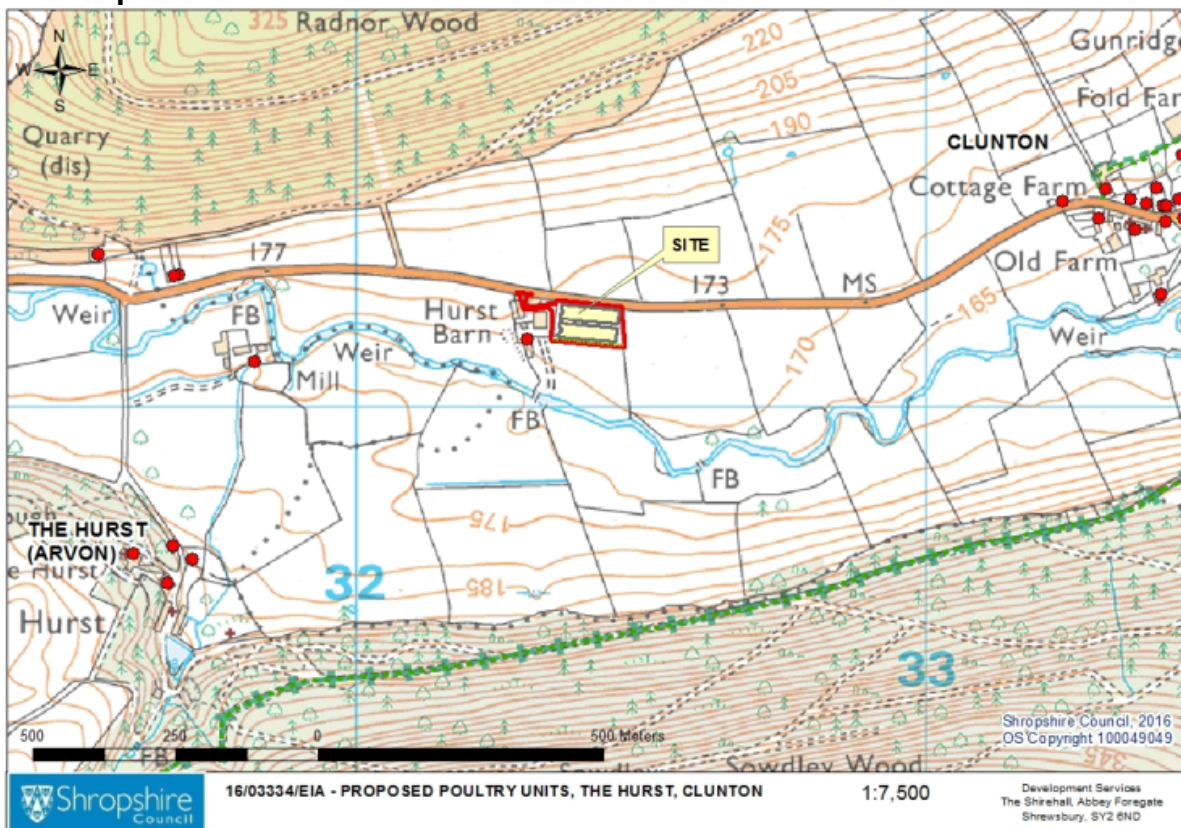 325 Radnor Wood
220
Gunridge
N
W E
S
205
Fold Far
190
Quarry
(dis)
CLUNTON
Cottage Farm
SITE
175
177
173
MS
Old Farm
Weir
FB
Hurst
Barn
165
170
Weir
Weir
Mill
FB
FB
THE HURST
(ARVON)
e Hurst
175
185
32
Hurst
33
Shropshire Council, 2016
OS Copyright 100049049
500 250 0 500 Meters
FB
Sowdley Wood
345
Shropshire
Council
16/03334/EIA - PROPOSED POULTRY UNITS, THE HURST, CLUNTON
1:7,500
Development Services
The Shirehall, Abbey Foregate
Shrewsbury, SY2 6ND